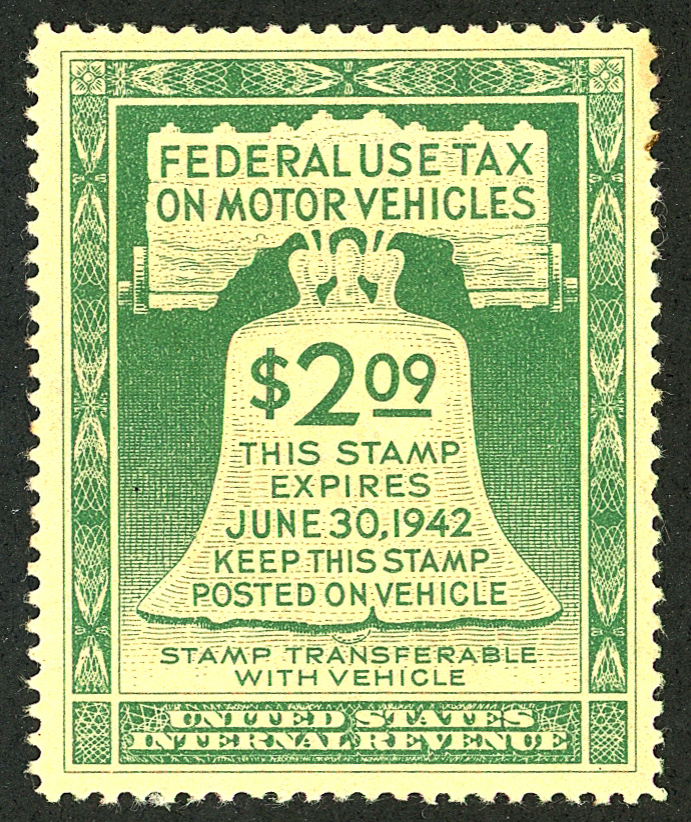 FEDERAL USE TAX
ON MOTOR VEHICLES
$2.09
THIS STAMP
EXPIRES
JUNE 30, 1942
KEEP THIS STAMP
POSTED ON VEHICLE
STAMP TRANSFERABLE
WITH VEHICLE
UNITED STATES
INTERNAL REVENUE